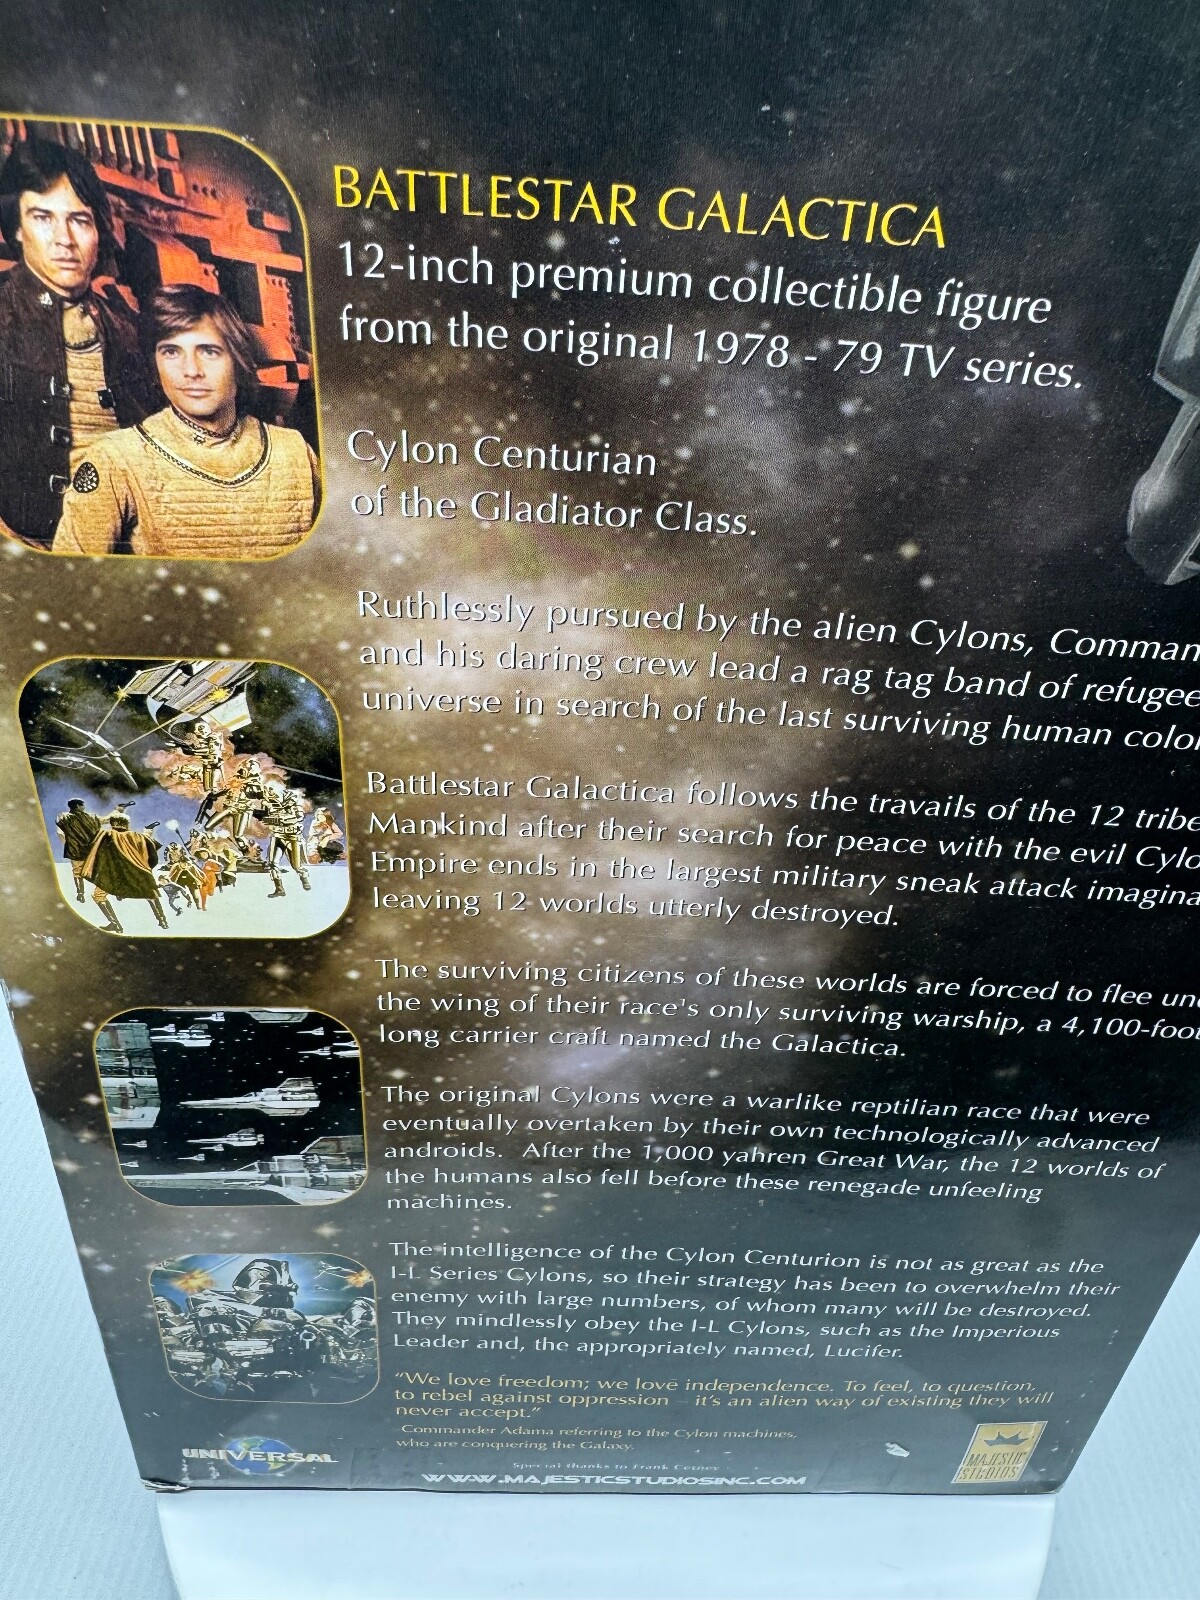 BATTLESTAR GALACTICA
12-inch premium collectible figure
from the original 1978 - 79 TV series.
Cylon Centurian
of the Gladiator Class.
Ruthlessly pursued by the alien Cylons, Comman
and his daring crew lead a rag tag band of refugee
universe in search of the last surviving human colo
Battlestar Galactica follows the travails of the 12 tribe
Mankind after their search for peace with the evil Cylo
Empire ends in the largest military sneak attack imagina
leaving 12 worlds utterly destroyed.
The surviving citizens of these worlds are forced to flee und
the wing of their race's only surviving warship, a 4,100-foot
long carrier craft named the Galactica.
The original Cylons were a warlike reptilian race that were
eventually overtaken by their own technologically advanced
androids. After the 1,000 yahren Great War, the 12 worlds of
the humans also fell before these renegade unfeeling
machines.
The intelligence of the Cylon Centurion is not as great as the
I-L Series Cylons, so their strategy has been to overwhelm their
enemy with large numbers, of whom many will be destroyed.
They mindlessly obey the I-L Cylons, such as the Imperious
Leader and, the appropriately named, Lucifer.
"We love freedom; we love independence. To feel, to question,
to rebel against oppression – it's an alien way of existing they will
never accept."
Commander Adama referring to the Cylon machines,
who are conquering the Galaxy.
Special thanks to Frank
UNIVERSAL
WWW.MAJESTICSTUDIOSINC.COM
MAJESTIC
STUDIOS